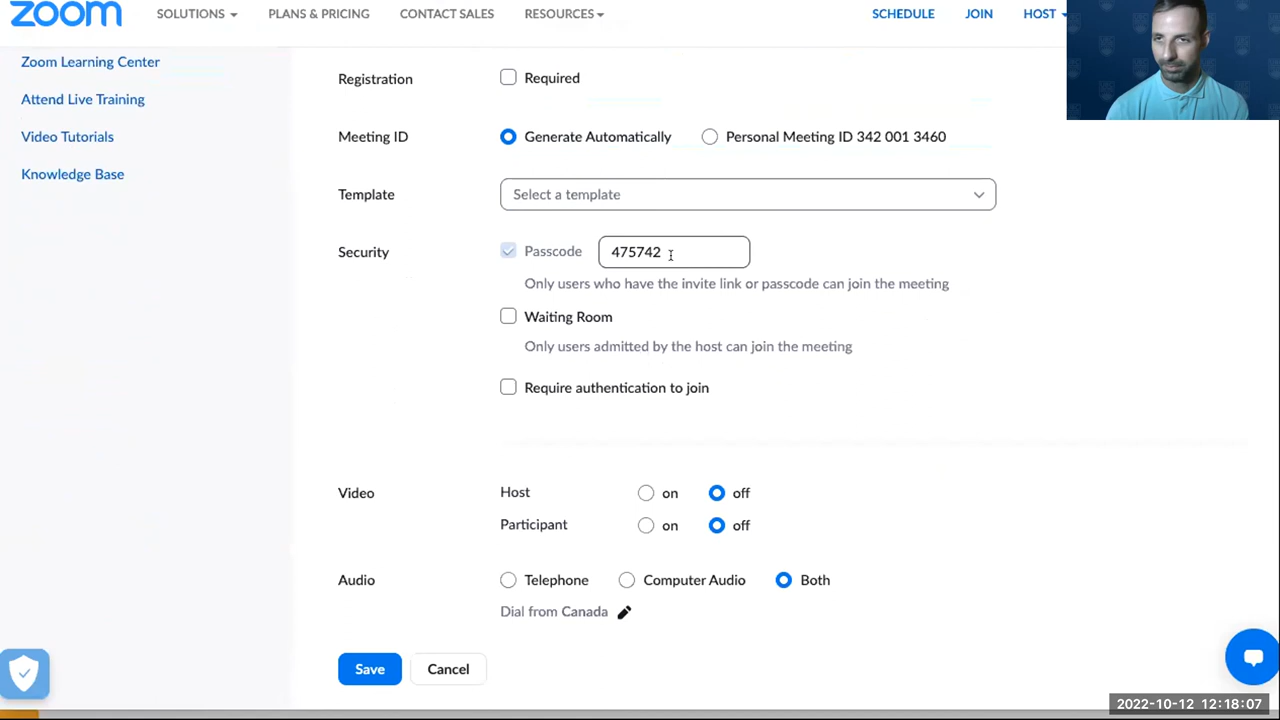 zoom SOLUTIONS PLANS & PRICING CONTACT SALES RESOURCES SCHEDULE JOIN HOST
Zoom Learning Center
Attend Live Training
Video Tutorials
Knowledge Base
Registration Required
Meeting ID Generate Automatically Personal Meeting ID 342 001 3460
Template Select a template
Security Passcode 475742
Only users who have the invite link or passcode can join the meeting
Waiting Room
Only users admitted by the host can join the meeting
Require authentication to join
Video Host on off
Participant on off
Audio Telephone Computer Audio Both
Dial from Canada
Save Cancel
2022-10-12 12:18:07